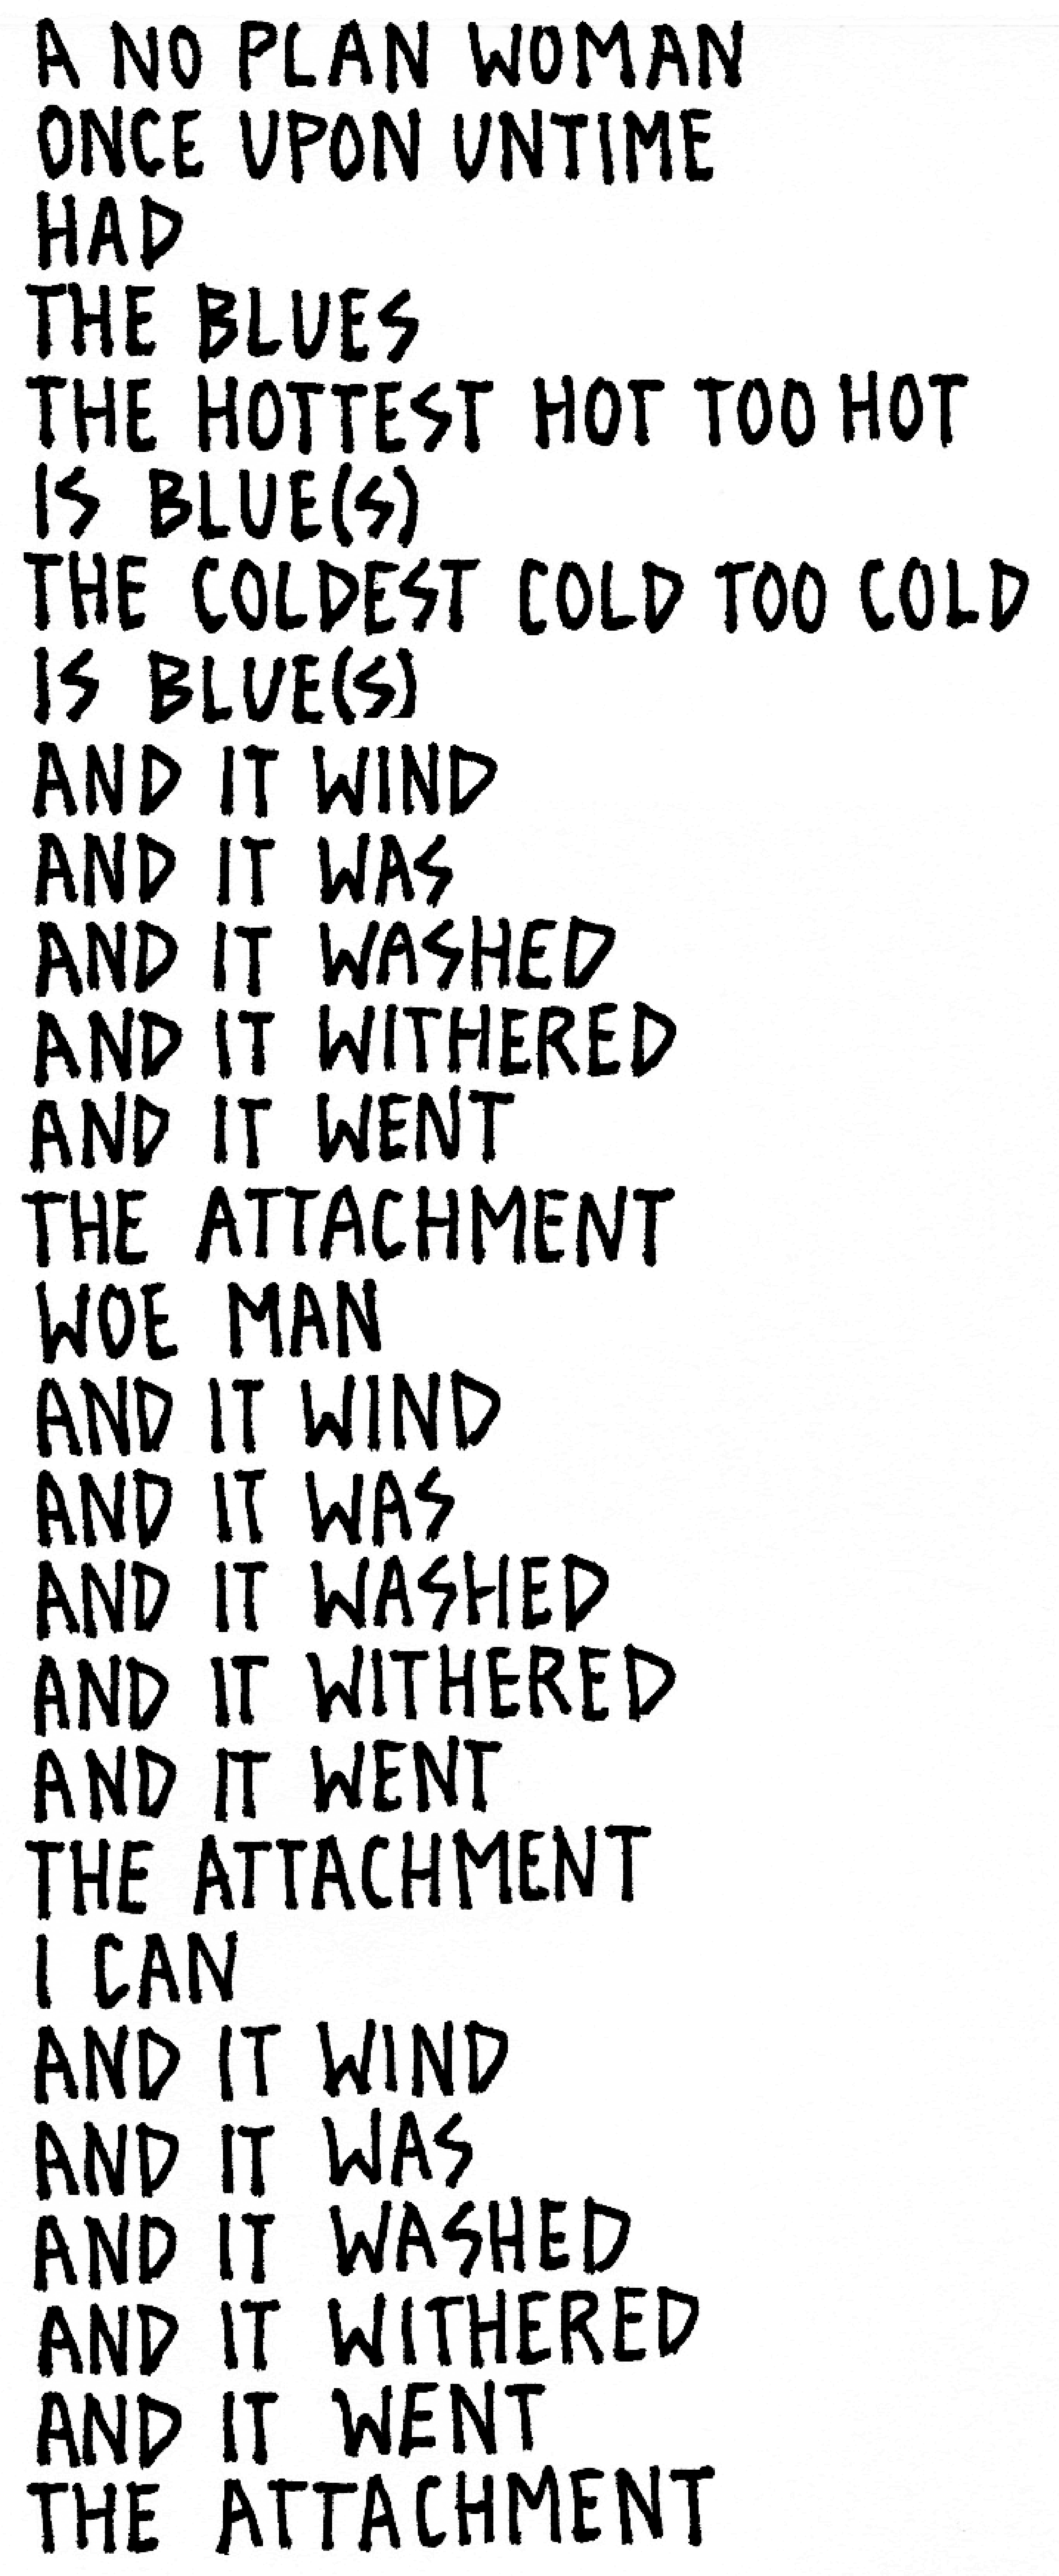 A NO PLAN WOMAN
ONCE UPON UNTIME
HAD
THE BLUES
THE HOTTEST HOT TOO HOT
IS BLUE(S)
THE COLDEST COLD TOO COLD
IS BLUE(S)
AND IT WIND
AND IT WAS
AND IT WASHED
AND IT WITHERED
AND IT WENT
THE ATTACHMENT
WOE MAN
AND IT WIND
AND IT WAS
AND IT WASHED
AND IT WITHERED
AND IT WENT
THE ATTACHMENT
I CAN
AND IT WIND
AND IT WAS
AND IT WASHED
AND IT WITHERED
AND IT WENT
THE ATTACHMENT